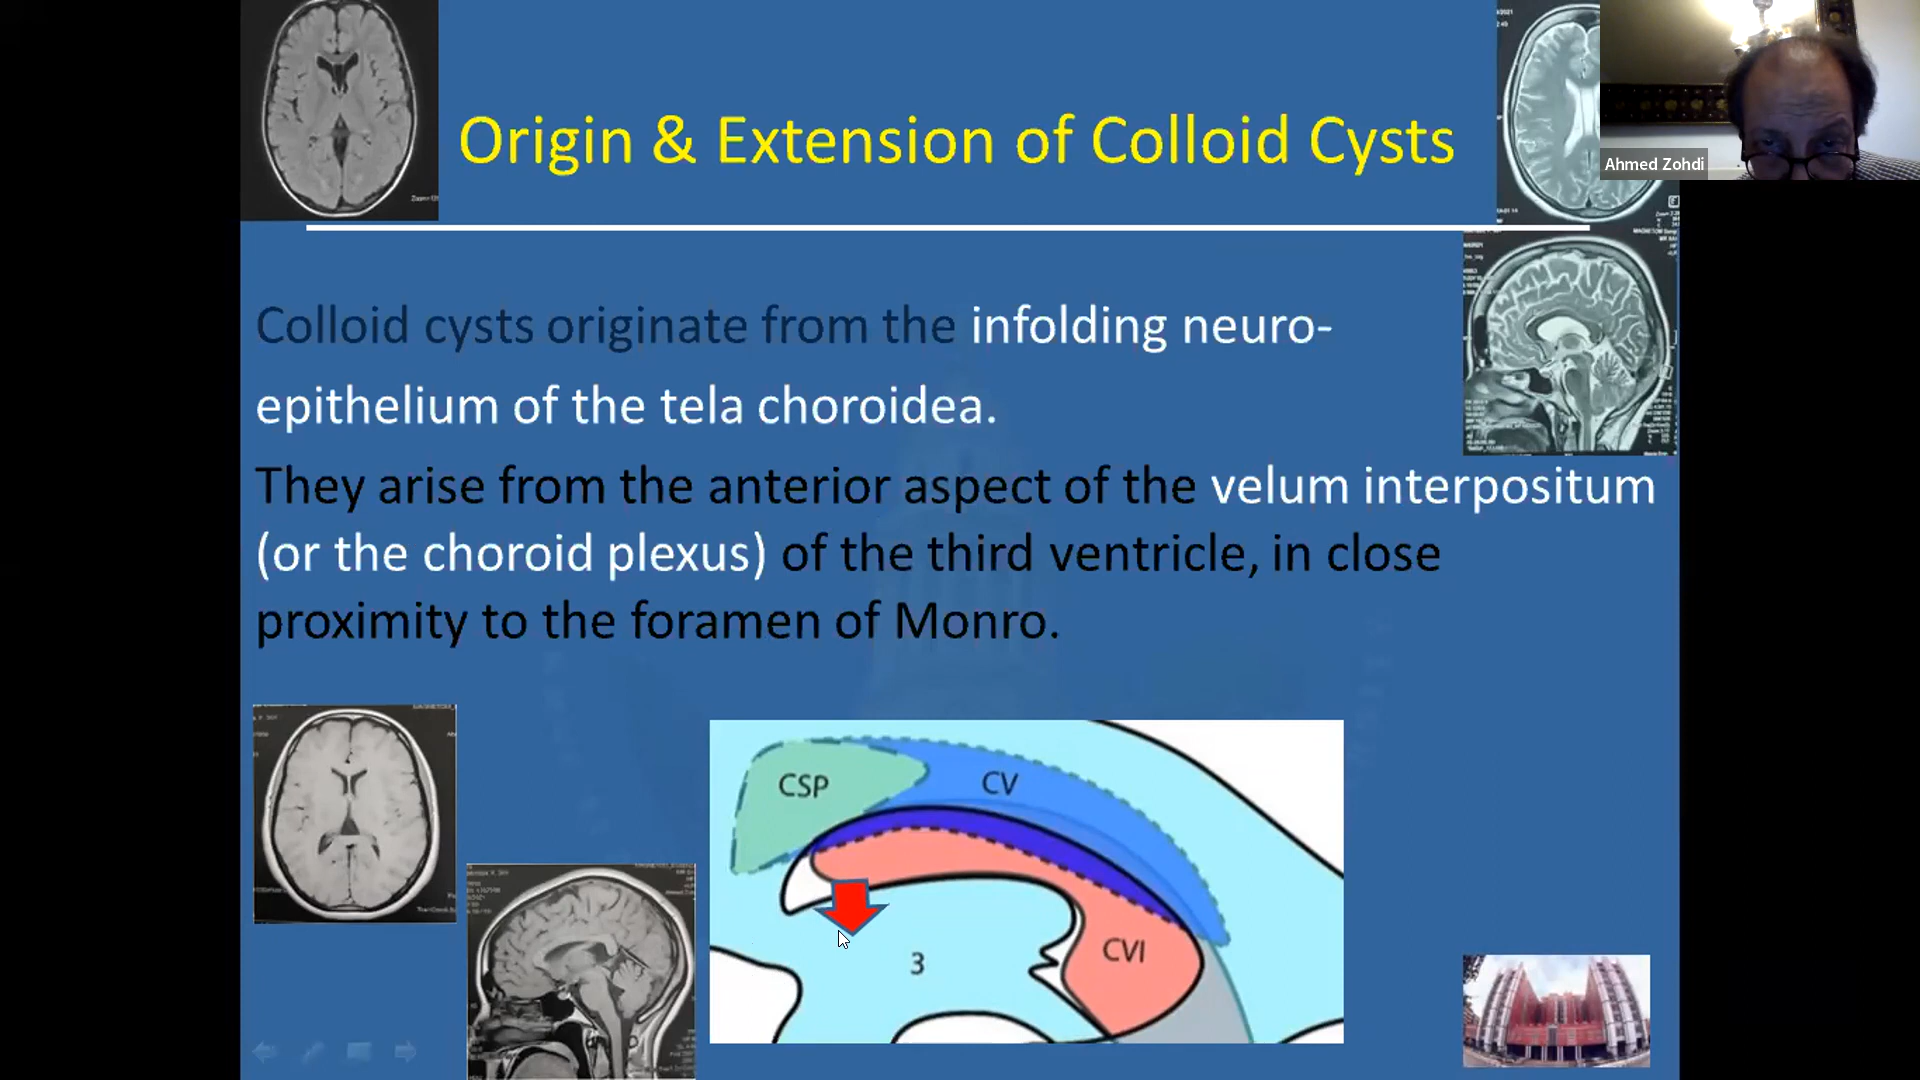 Origin & Extension of Colloid Cysts
Ahmed Zohdi
Colloid cysts originate from the infolding neuro-
epithelium of the tela choroidea.
They arise from the anterior aspect of the velum interpositum
(or the choroid plexus) of the third ventricle, in close
proximity to the foramen of Monro.
CSP
CV
CVI
3